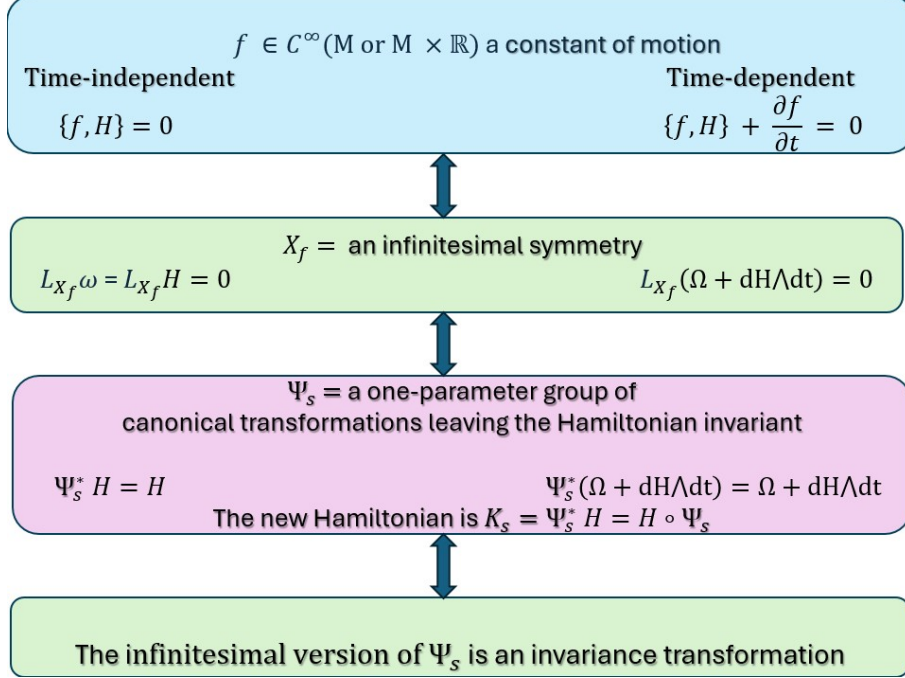 f ∈ C^∞(M or M × ℝ) a constant of motion
Time-independent Time-dependent
{f, H} = 0 {f, H} + ∂f/∂t = 0
X_f = an infinitesimal symmetry
L_{X_f} ω = L_{X_f} H = 0 L_{X_f}(Ω + dH⋀dt) = 0
Ψ_s = a one-parameter group of
canonical transformations leaving the Hamiltonian invariant
Ψ_s^* H = H Ψ_s^*(Ω + dH⋀dt) = Ω + dH⋀dt
The new Hamiltonian is K_s = Ψ_s^* H = H ∘ Ψ_s
The infinitesimal version of Ψ_s is an invariance transformation